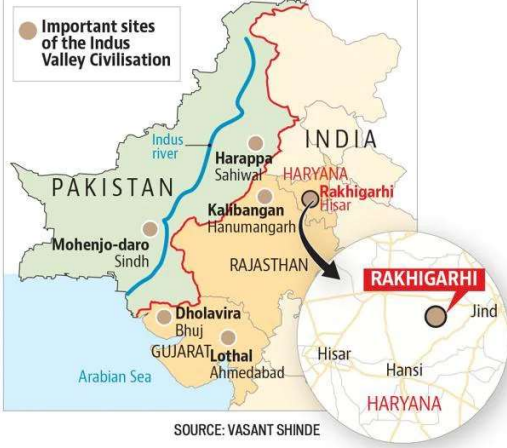 Important sites
of the Indus
Valley Civilisation
Indus
river
INDIA
Harappa
Sahiwal
HARYANA
PAKISTAN
Rakhigarhi
Hisar
Kalibangan
Hanumangarh
Mohenjo-daro
Sindh
RAJASTHAN
RAKHIGARHI
Dholavira
Bhuj
Jind
GUJARAT
Lothal
Ahmedabad
Hisar
Hansi
Arabian Sea
HARYANA
SOURCE: VASANT SHINDE